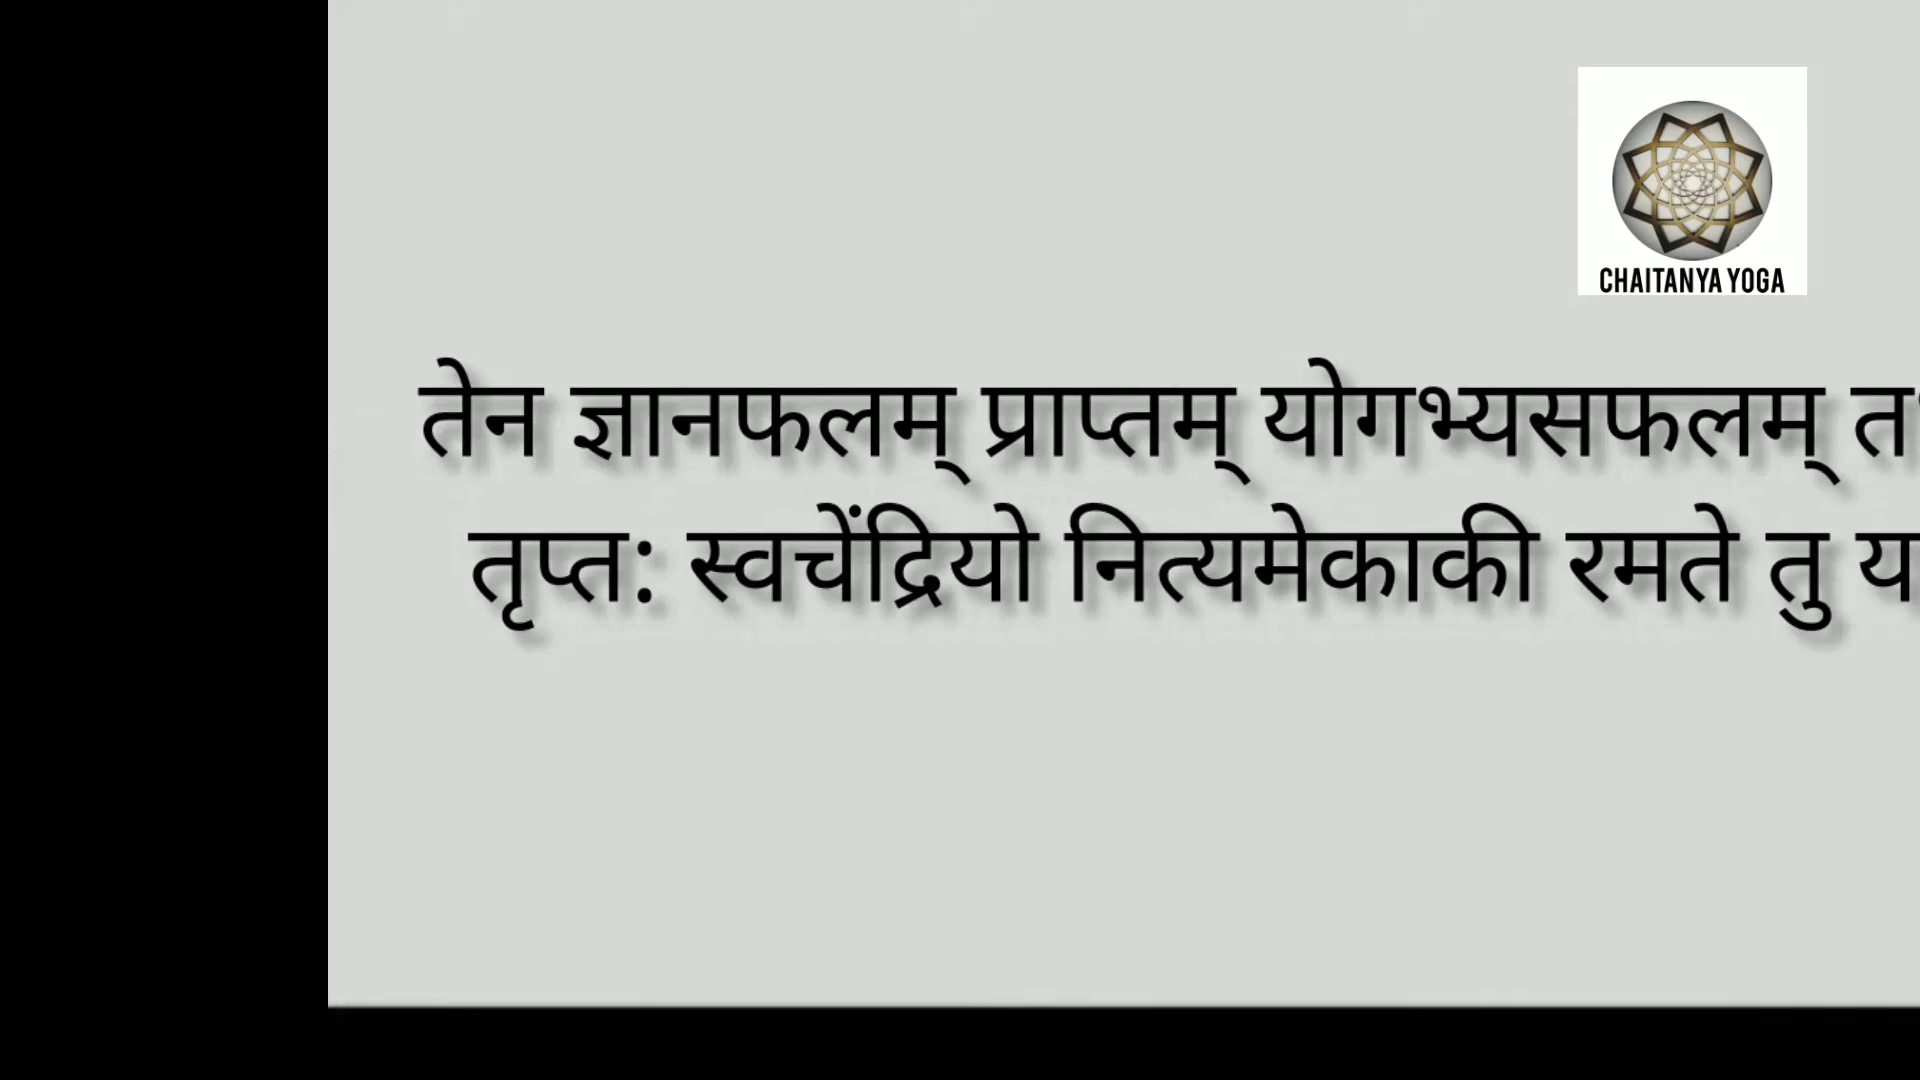 CHAITANYA YOGA
तेन ज्ञानफलम् प्राप्तम् योगभ्यसफलम्
तृप्त: स्वचेंद्रियो नित्यमेकाकी रमते तु